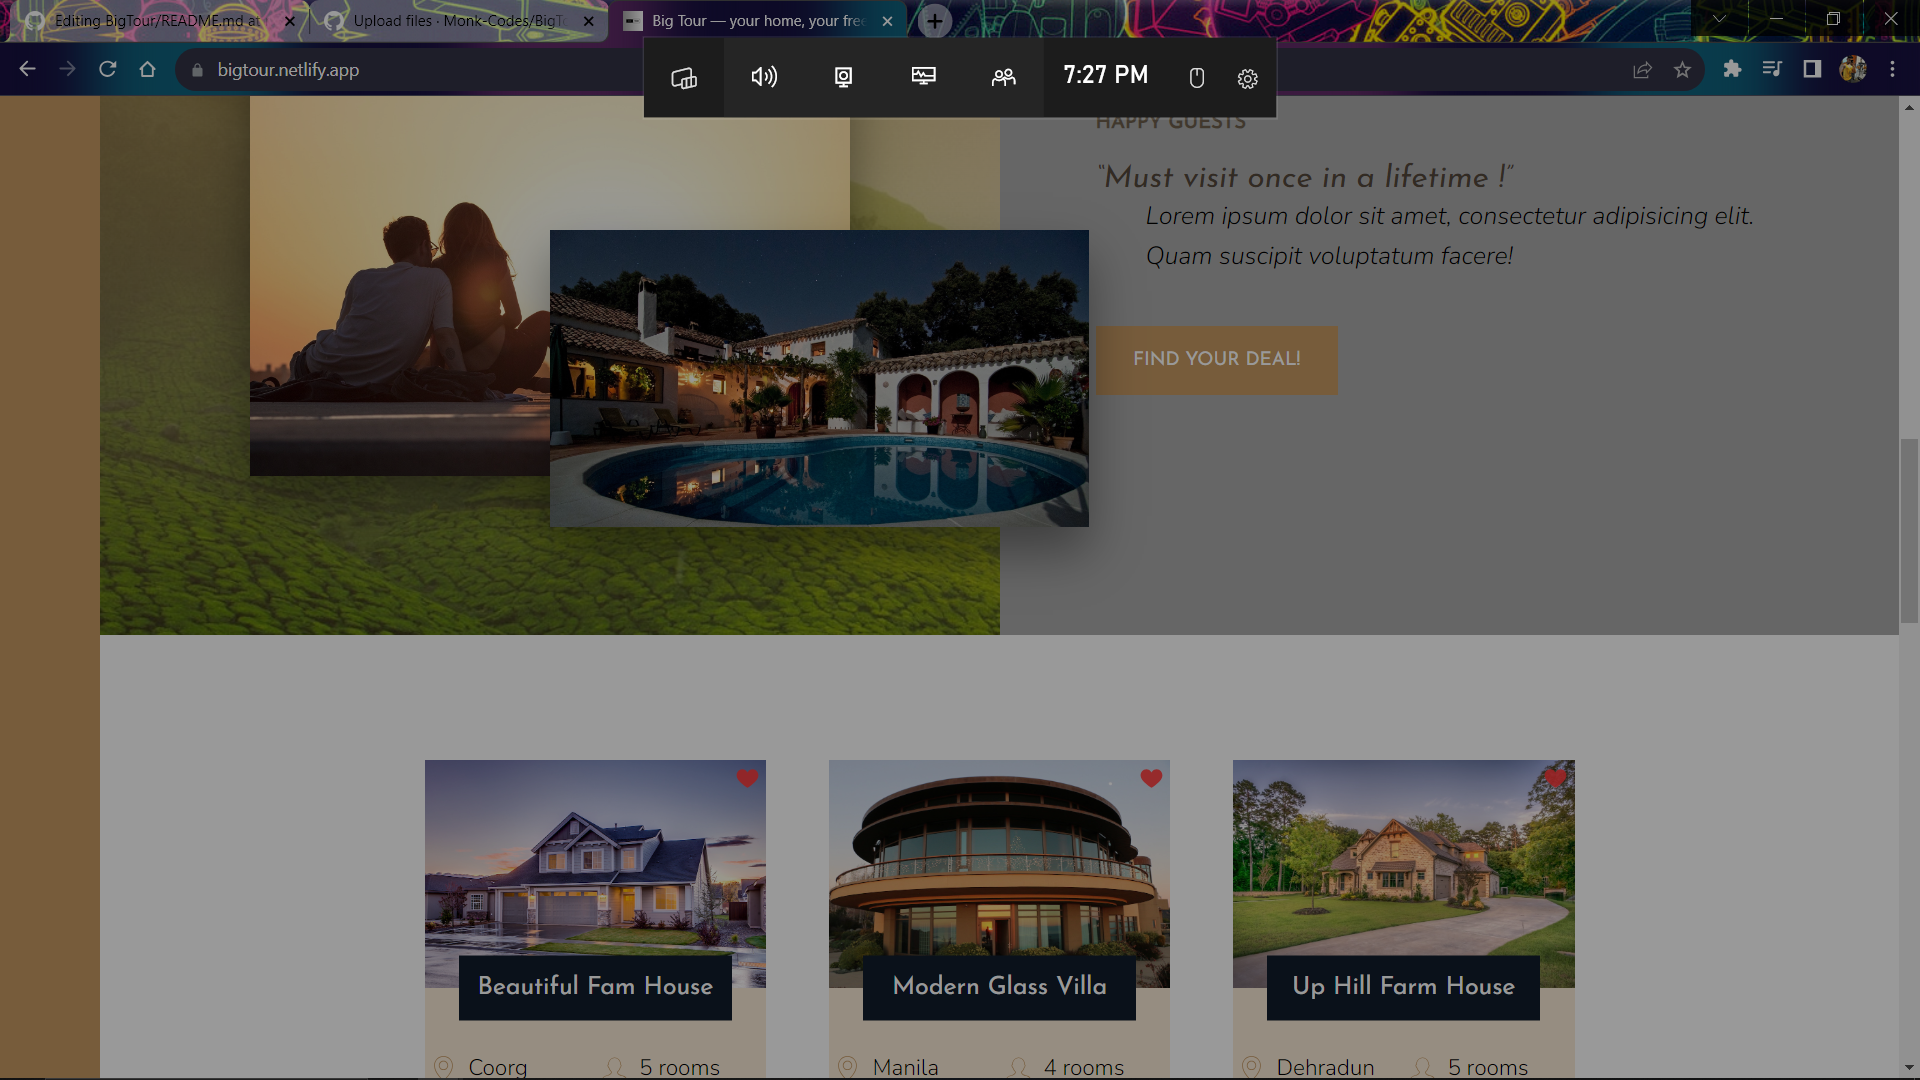 Editing BigTour/README.md at
Upload files · Monk-Codes/BigTo
Big Tour — your home, your free
bigtour.netlify.app
7:27 PM
HAPPY GUESTS
“Must visit once in a lifetime !”
Lorem ipsum dolor sit amet, consectetur adipisicing elit.
Quam suscipit voluptatum facere!
FIND YOUR DEAL!
Beautiful Fam House
Modern Glass Villa
Up Hill Farm House
Coorg
5 rooms
Manila
4 rooms
Dehradun
5 rooms